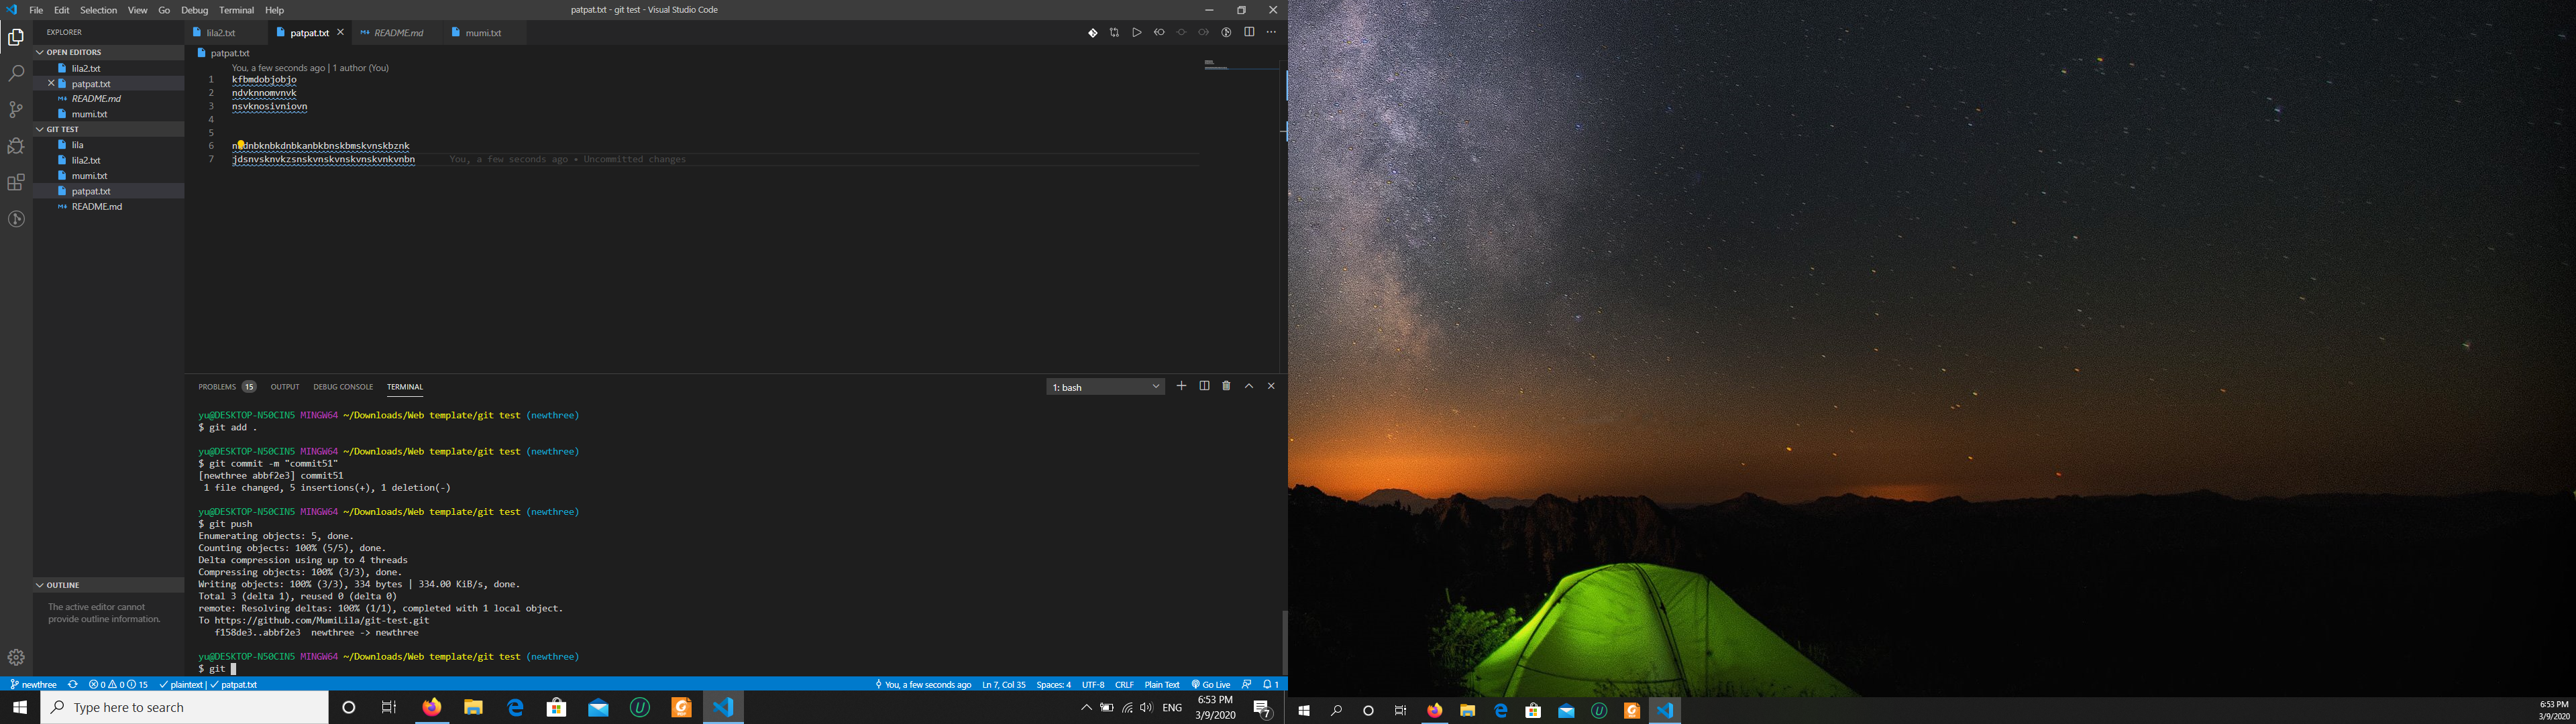 File Edit Selection View Go Debug Terminal Help
patpat.txt - git test - Visual Studio Code
EXPLORER
OPEN EDITORS
lila2.txt
patpat.txt
README.md
mumi.txt
GIT TEST
lila
lila2.txt
mumi.txt
patpat.txt
README.md
OUTLINE
The active editor cannot
provide outline information.
lila2.txt patpat.txt README.md mumi.txt
patpat.txt
You, a few seconds ago | 1 author (You)
1 kfbmdobjobjo
2 ndvknnomvnvk
3 nsvknosivniovn
4
5
6
7 jdsnvsknvkzsnskvnskvnskvnskvnkvnbn You, a few seconds ago • Uncommitted changes
PROBLEMS 15 OUTPUT DEBUG CONSOLE TERMINAL
1: bash
yu@DESKTOP-N50CIN5 MINGW64 ~/Downloads/Web template/git test (newthree)
$ git add .
yu@DESKTOP-N50CIN5 MINGW64 ~/Downloads/Web template/git test (newthree)
$ git commit -m "commit51"
[newthree abbf2e3] commit51
1 file changed, 5 insertions(+), 1 deletion(-)
yu@DESKTOP-N50CIN5 MINGW64 ~/Downloads/Web template/git test (newthree)
$ git push
Enumerating objects: 5, done.
Counting objects: 100% (5/5), done.
Delta compression using up to 4 threads
Compressing objects: 100% (3/3), done.
Writing objects: 100% (3/3), 334 bytes | 334.00 KiB/s, done.
Total 3 (delta 1), reused 0 (delta 0)
remote: Resolving deltas: 100% (1/1), completed with 1 local object.
To https://github.com/MumiLila/git-test.git
f158de3..abbf2e3 newthree -> newthree
yu@DESKTOP-N50CIN5 MINGW64 ~/Downloads/Web template/git test (newthree)
$ git
newthree 0 0 15 plaintext | patpat.txt
You, a few seconds ago Ln 7, Col 35 Spaces: 4 UTF-8 CRLF Plain Text Go Live 1
Type here to search
ENG
6:53 PM
3/9/2020
7
6:53 PM
3/9/2020